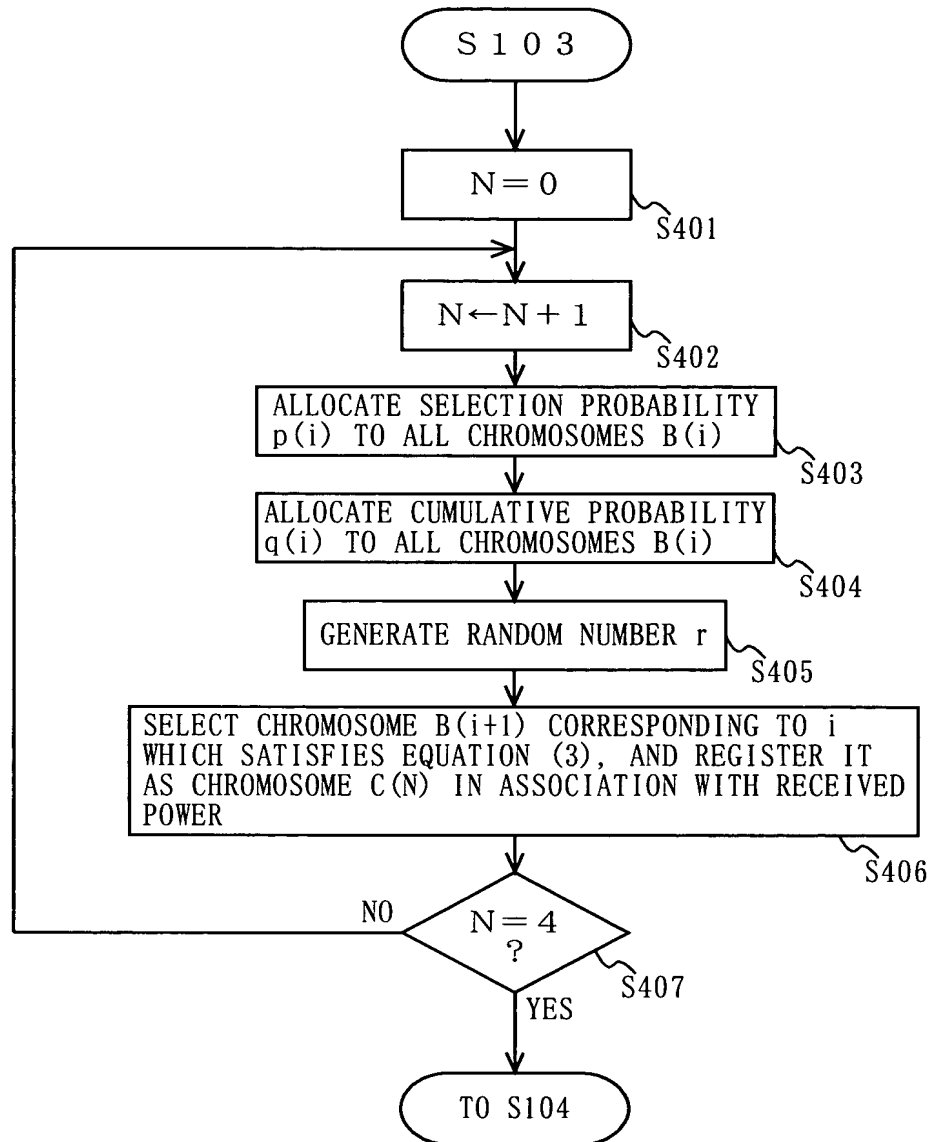 S103
N=0
S401
N←N+1
S402
ALLOCATE SELECTION PROBABILITY
p(i) TO ALL CHROMOSOMES B(i)
S403
ALLOCATE CUMULATIVE PROBABILITY
q(i) TO ALL CHROMOSOMES B(i)
S404
GENERATE RANDOM NUMBER r
S405
SELECT CHROMOSOME B(i+1) CORRESPONDING TO i
WHICH SATISFIES EQUATION (3), AND REGISTER IT
AS CHROMOSOME C(N) IN ASSOCIATION WITH RECEIVED
POWER
S406
NO
N=4
?
S407
YES
TO S104